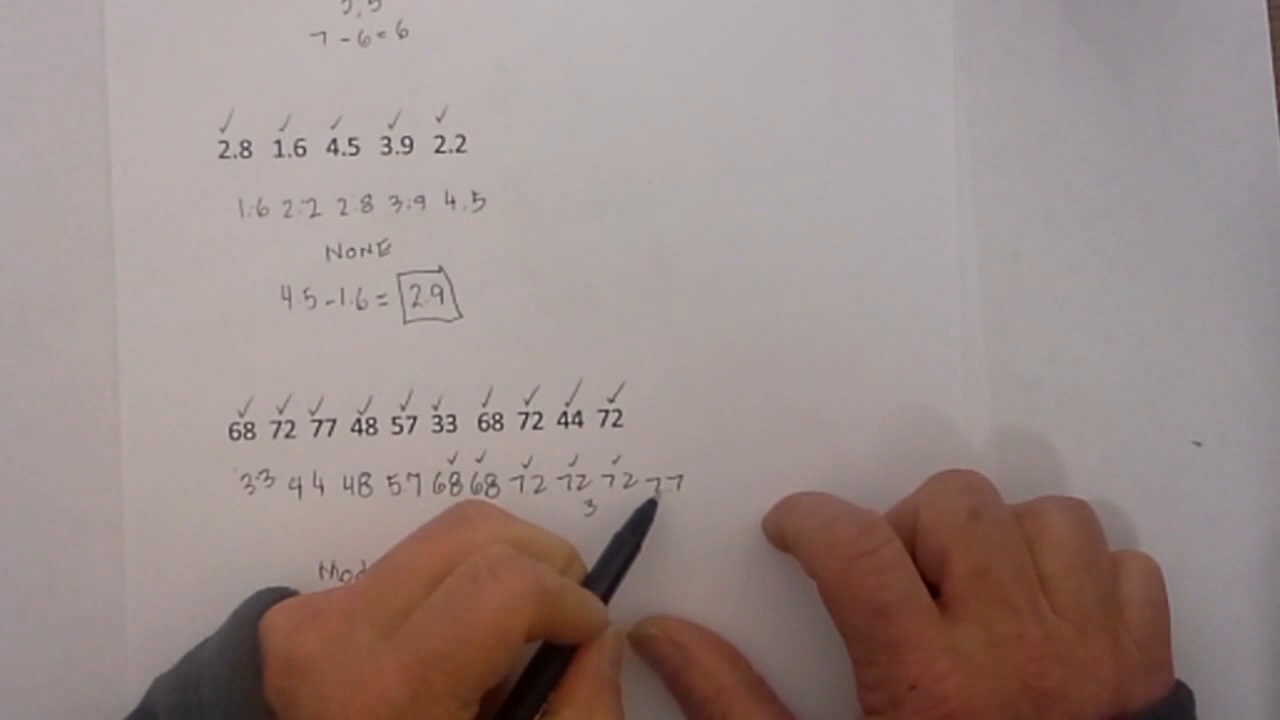 7 - 6 = 6
2.8 1.6 4.5 3.9 2.2
1.6 2.2 2.8 3.9 4.5
NONE
4.5 - 1.6 = 2.9
68 72 77 48 57 33 68 72 44 72
33 44 48 57 68 68 72 72 72 77
3
Mod